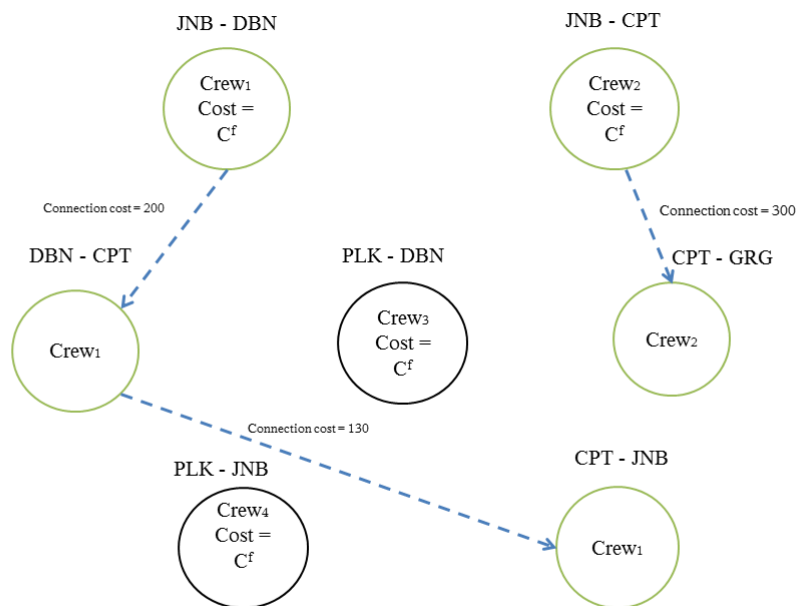 JNB - DBN
JNB - CPT
Crew₁
Cost =
Cᶠ
Crew₂
Cost =
Cᶠ
Connection cost = 200
Connection cost = 300
DBN - CPT
PLK - DBN
CPT - GRG
Crew₁
Crew₃
Cost =
Cᶠ
Crew₂
Connection cost = 130
PLK - JNB
CPT - JNB
Crew₄
Cost =
Cᶠ
Crew₁